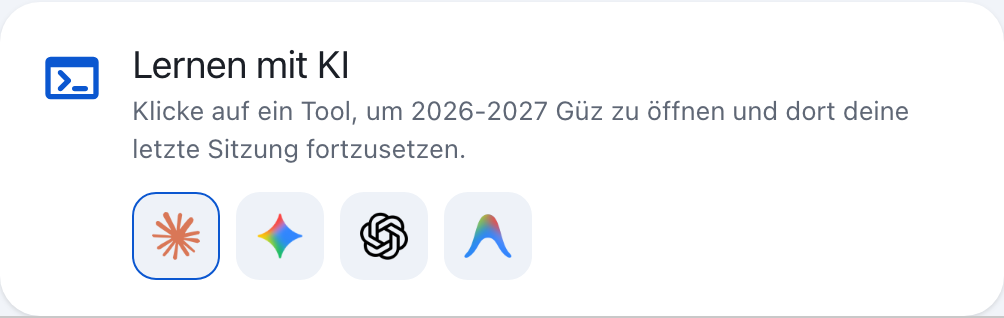 Lernen mit KI
Klicke auf ein Tool, um 2026-2027 Güz zu öffnen und dort deine
letzte Sitzung fortzusetzen.